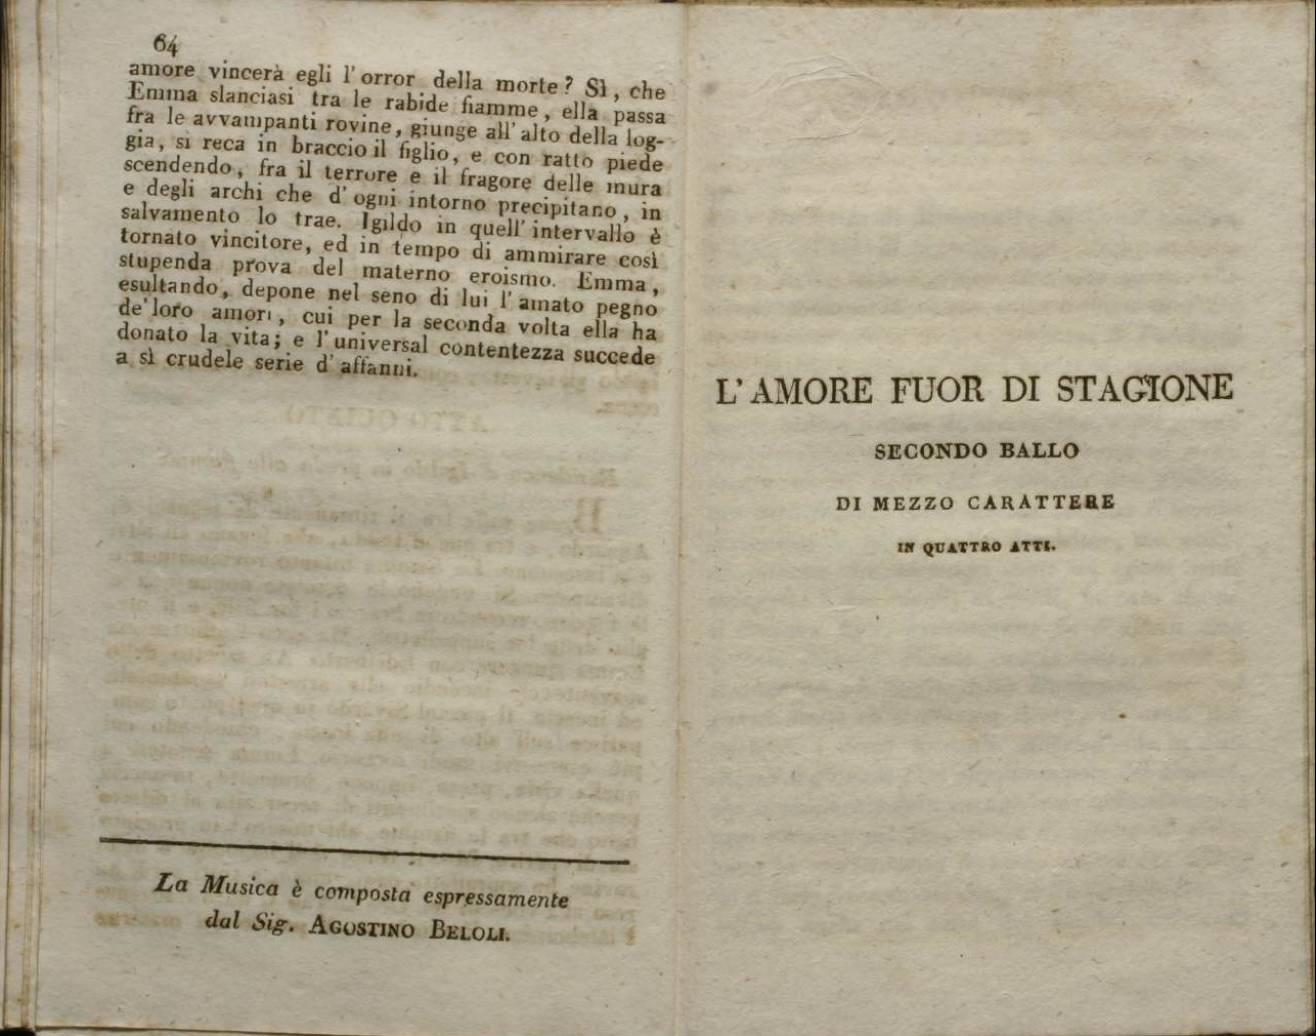 64
amore vincerà egli l'orror della morte? Sì, che
Emma slanciasi tra le rabide fiamme, ella passa
fra le avvampanti rovine, giunge all'alto della log-
gia, si reca in braccio il figlio, e con ratto piede
scendendo, fra il terrore e il fragore delle mura
e degli archi che d'ogni intorno precipitano, in
salvamento lo trae. Igildo in quell'intervallo è
tornato vincitore, ed in tempo di ammirare così
stupenda prova del materno eroismo. Emma,
esultando, depone nel seno di lui l'amato pegno
de'loro amori, cui per la seconda volta ella ha
donato la vita; e l'universal contentezza succede
a sì crudele serie d'affanni.
La Musica è composta espressamente
dal Sig. AGOSTINO BELOLI.
L'AMORE FUOR DI STAGIONE
SECONDO BALLO
DI MEZZO CARATTERE
IN QUATTRO ATTI.